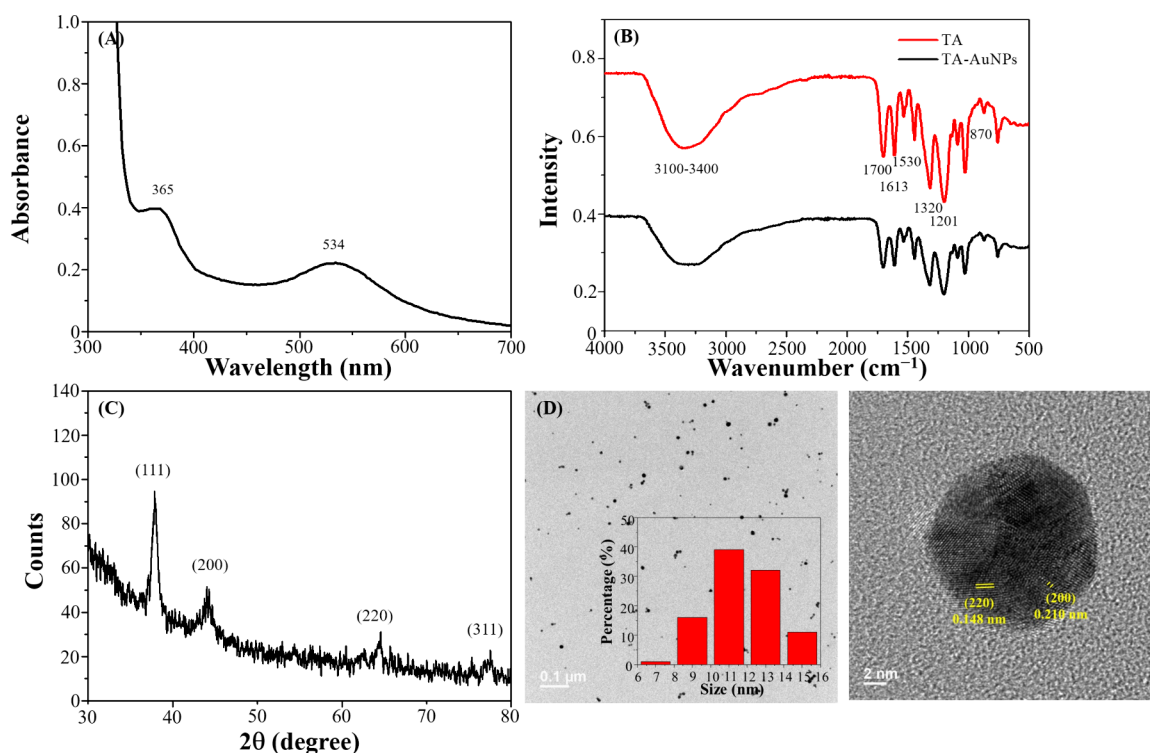 (A)
1.0
0.8
0.6
0.4
0.2
0.0
Absorbance
365
534
300 400 500 600 700
Wavelength (nm)
(B)
TA
TA-AuNPs
0.8
0.6
0.4
0.2
0
Intensity
3100-3400
1700
1613
1530
1320
1201
870
4000 3500 3000 2500 2000 1500 1000 500
Wavenumber (cm⁻¹)
(C)
140
120
100
80
60
40
20
0
Counts
(111)
(200)
(220)
(311)
30 40 50 60 70 80
2θ (degree)
(D)
50
40
30
20
10
0
Percentage (%)
6 7 8 9 10 11 12 13 14 15 16
Size (nm)
0.1 µm
(220)
0.148 nm
(200)
0.210 nm
2 nm